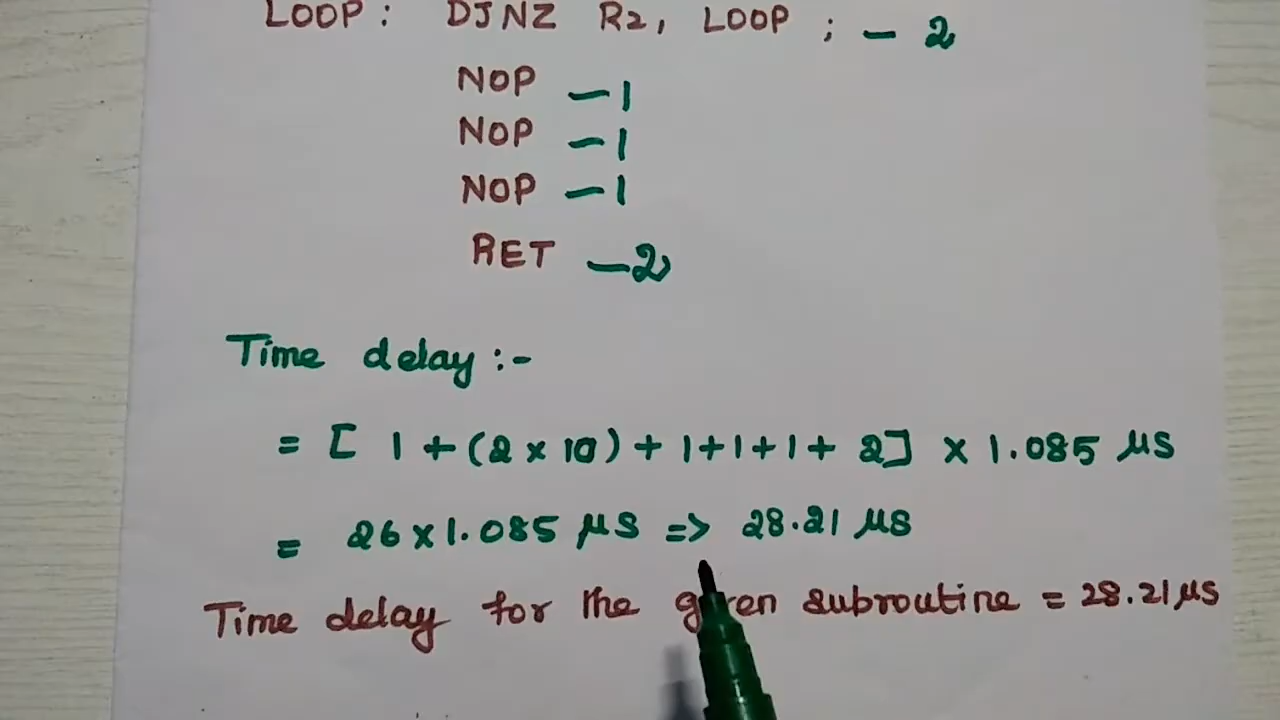 LOOP: DJNZ R2, LOOP ; - 2
NOP - 1
NOP - 1
NOP - 1
RET - 2
Time delay :-
= [ 1 + (2 × 10) + 1+1+1+ 2] × 1.085 μs
= 26 × 1.085 μs => 28.21 μs
Time delay for the given subroutine = 28.21 μs